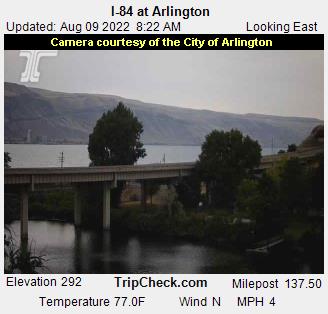 I-84 at Arlington
Updated: Aug 09 2022 8:22 AM Looking East
Camera courtesy of the City of Arlington
Elevation 292 TripCheck.com Milepost 137.50
Temperature 77.0F Wind N MPH 4